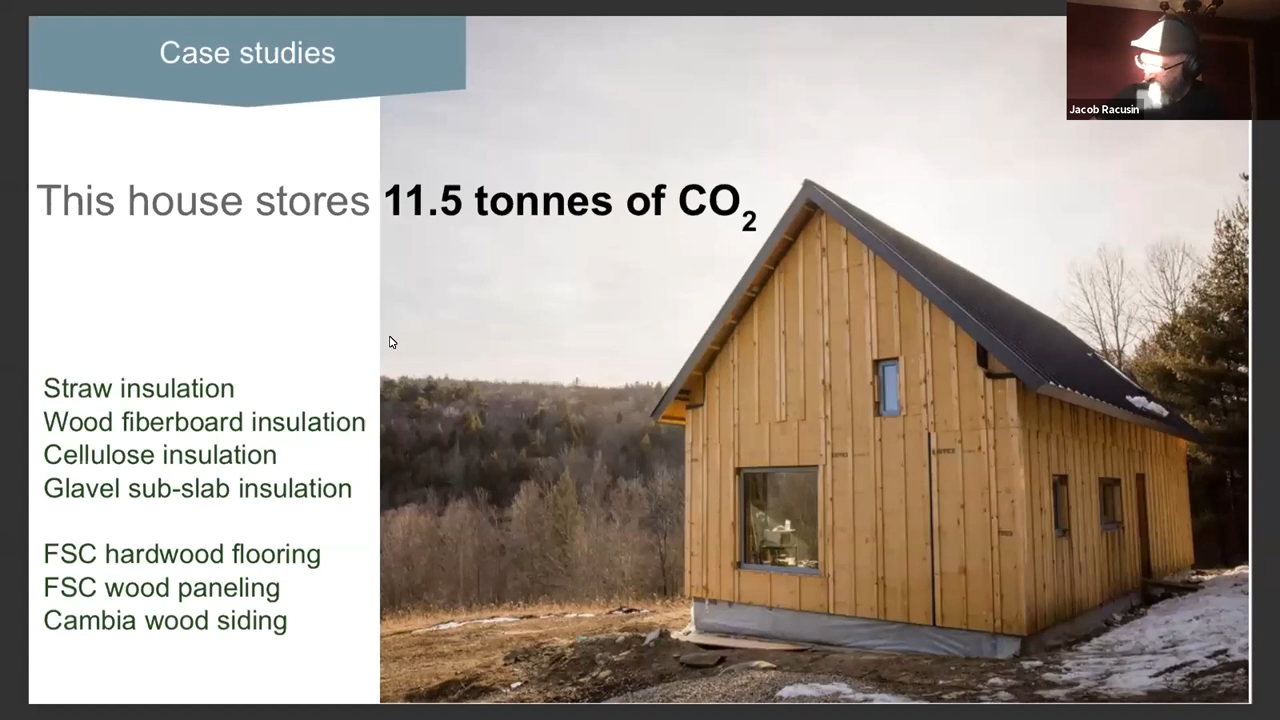 Case studies
Jacob Racusin
This house stores 11.5 tonnes of CO2
Straw insulation
Wood fiberboard insulation
Cellulose insulation
Glavel sub-slab insulation
FSC hardwood flooring
FSC wood paneling
Cambia wood siding